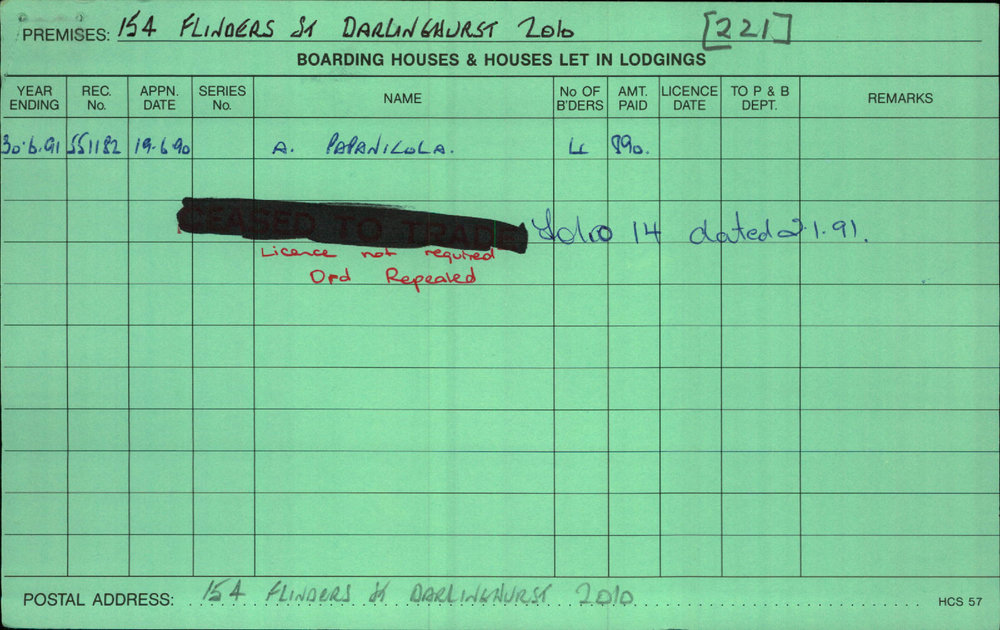 PREMISES: 154 FLINDERS ST DARLINGHURST 2010 [221]
BOARDING HOUSES & HOUSES LET IN LODGINGS
YEAR ENDING REC. No. APPN. DATE SERIES No. NAME No OF B'DERS AMT. PAID LICENCE DATE TO P & B DEPT. REMARKS
30.6.91 551182 19.6.90 A. PAPANICOLA. 4 $90.
CEASED TO TRADE Folio 14 dated 2.1.91.
Licence not required
Ord Repealed
POSTAL ADDRESS: 154 FLINDERS St DARLINGHURST 2010
HCS 57